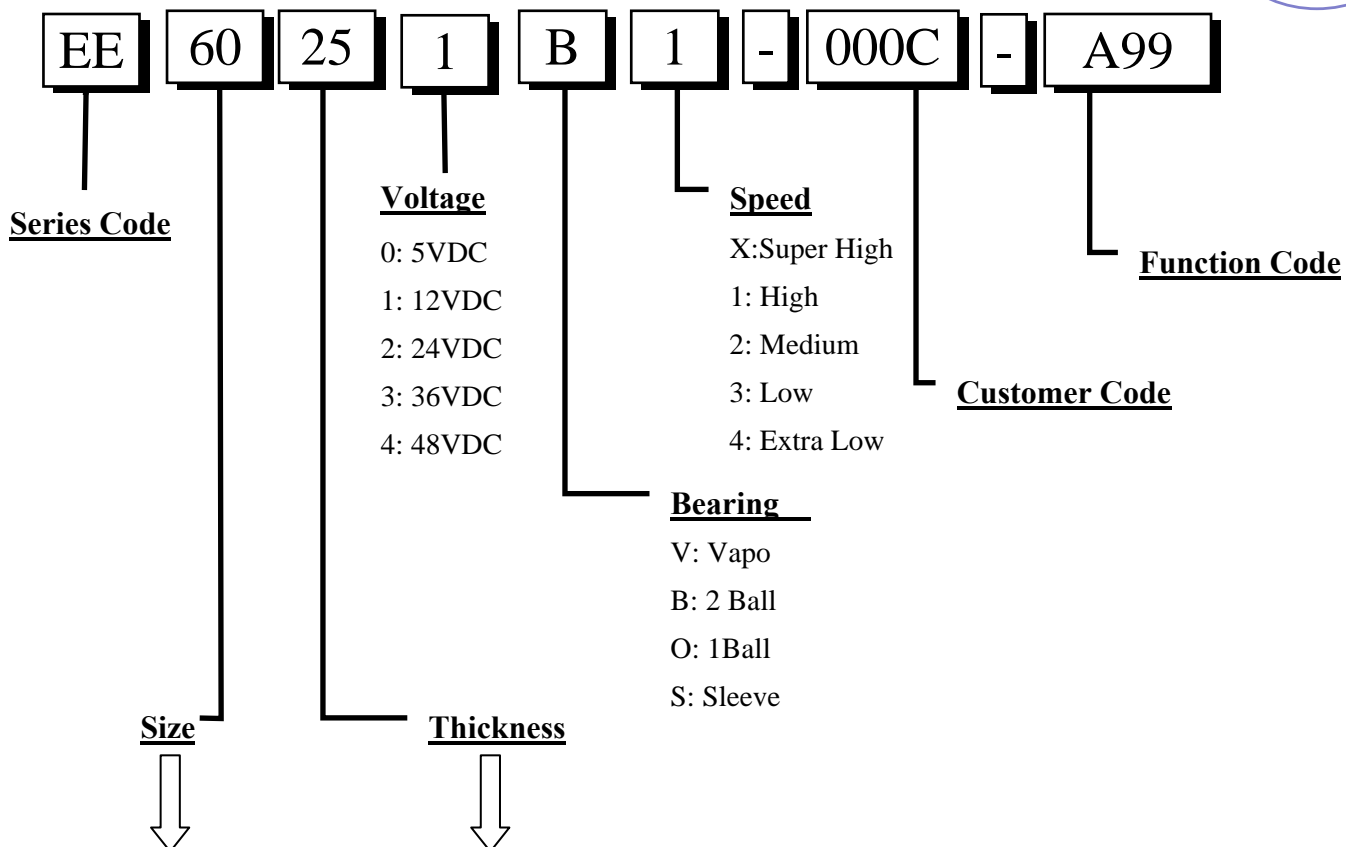 EE 60 25 1 B 1 - 000C - A99
Series Code
Voltage
0: 5VDC
1: 12VDC
2: 24VDC
3: 36VDC
4: 48VDC
Speed
X:Super High
1: High
2: Medium
3: Low
4: Extra Low
Function Code
Customer Code
Bearing
V: Vapo
B: 2 Ball
O: 1Ball
S: Sleeve
Size
Thickness